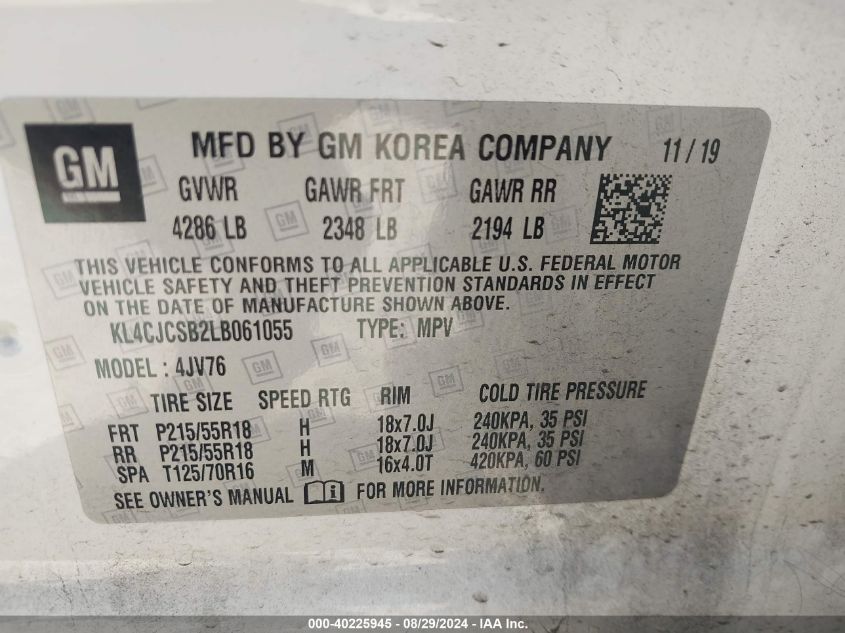 GM
MFD BY GM KOREA COMPANY 11/19
GVWR GAWR FRT GAWR RR
4286 LB 2348 LB 2194 LB
THIS VEHICLE CONFORMS TO ALL APPLICABLE U.S. FEDERAL MOTOR
VEHICLE SAFETY AND THEFT PREVENTION STANDARDS IN EFFECT
ON THE DATE OF MANUFACTURE SHOWN ABOVE.
KL4CJCSB2LB061055 TYPE: MPV
MODEL: 4JV76
TIRE SIZE SPEED RTG RIM COLD TIRE PRESSURE
FRT P215/55R18 H 18x7.0J 240KPA, 35 PSI
RR P215/55R18 H 18x7.0J 240KPA, 35 PSI
SPA T125/70R16 M 16x4.0T 420KPA, 60 PSI
SEE OWNER'S MANUAL FOR MORE INFORMATION.
000-40225945 - 08/29/2024 - IAA Inc.